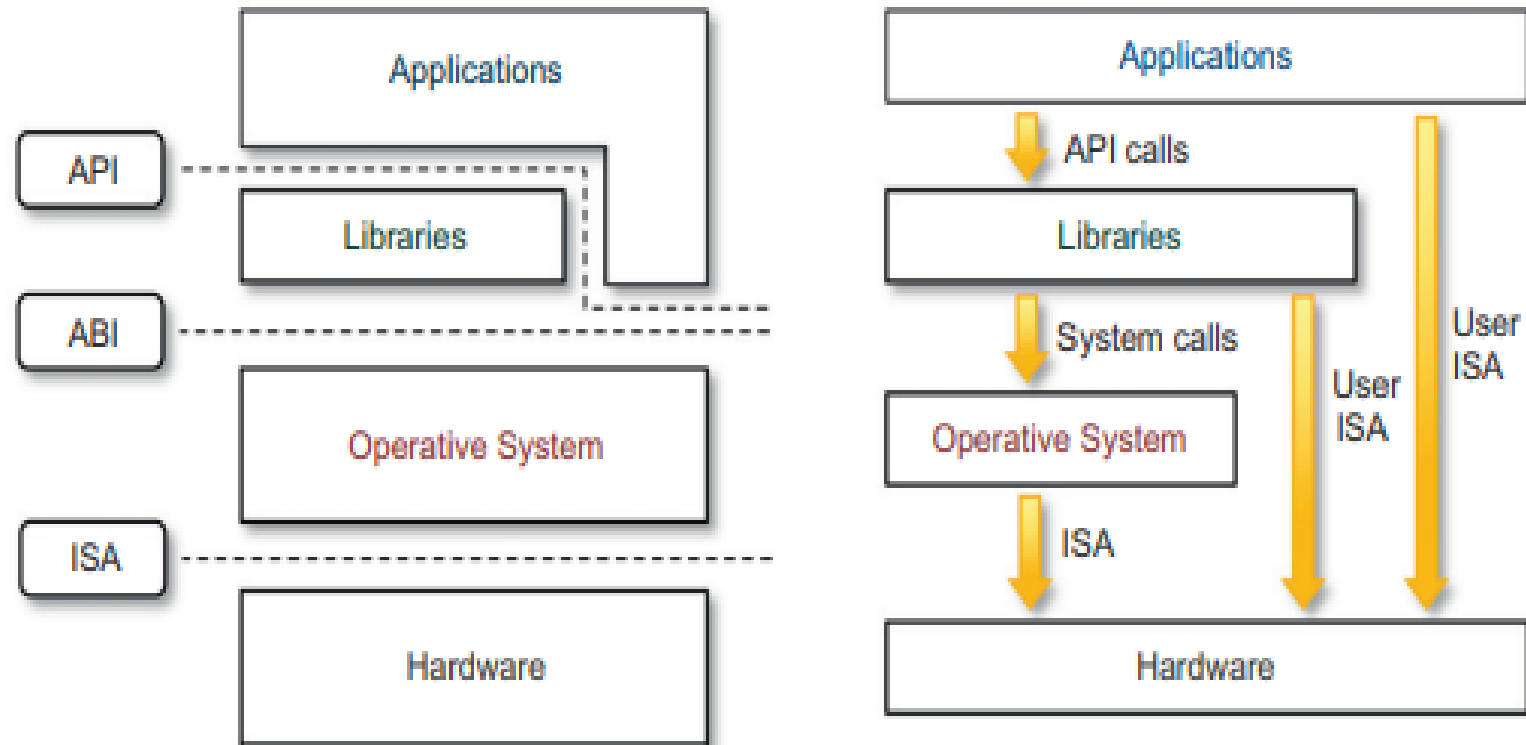 Applications
API
Libraries
ABI
Operative System
ISA
Hardware
Applications
API calls
Libraries
System calls
User
ISA
User
ISA
Operative System
ISA
Hardware